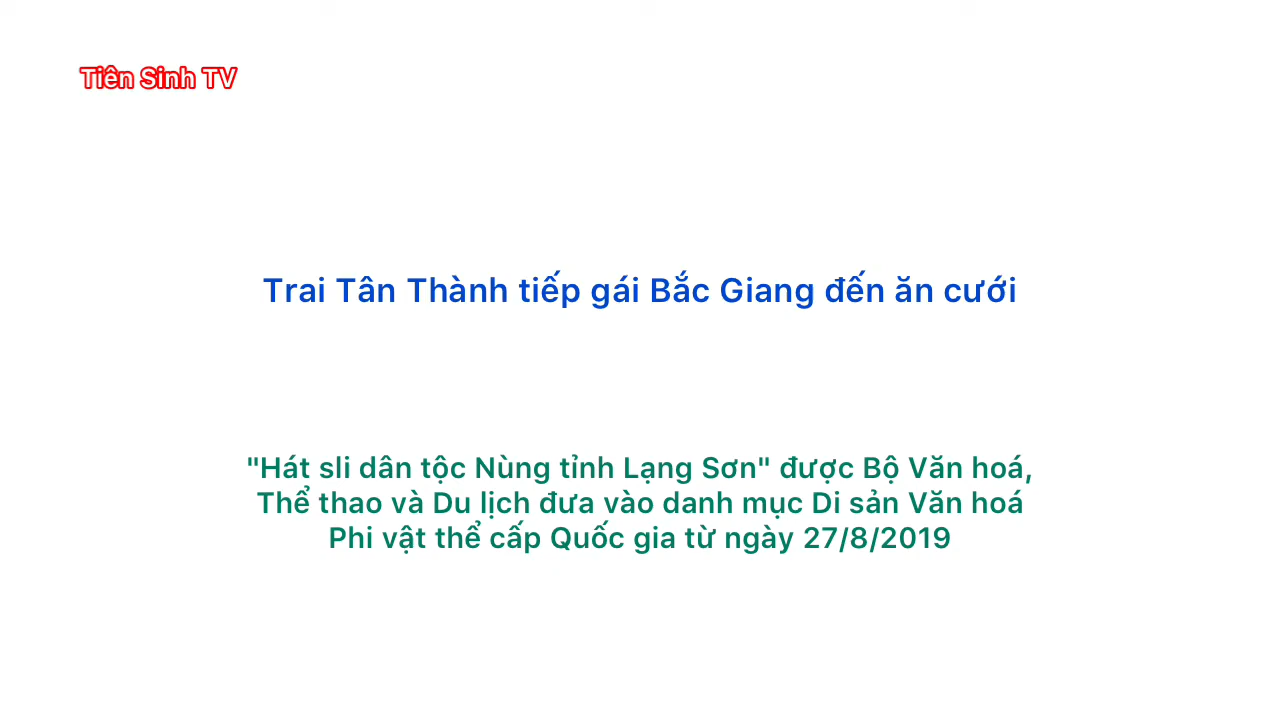 Tiên Sinh TV
Trai Tân Thành tiếp gái Bắc Giang đến ăn cưới
"Hát sli dân tộc Nùng tỉnh Lạng Sơn" được Bộ Văn hoá,
Thể thao và Du lịch đưa vào danh mục Di sản Văn hoá
Phi vật thể cấp Quốc gia từ ngày 27/8/2019